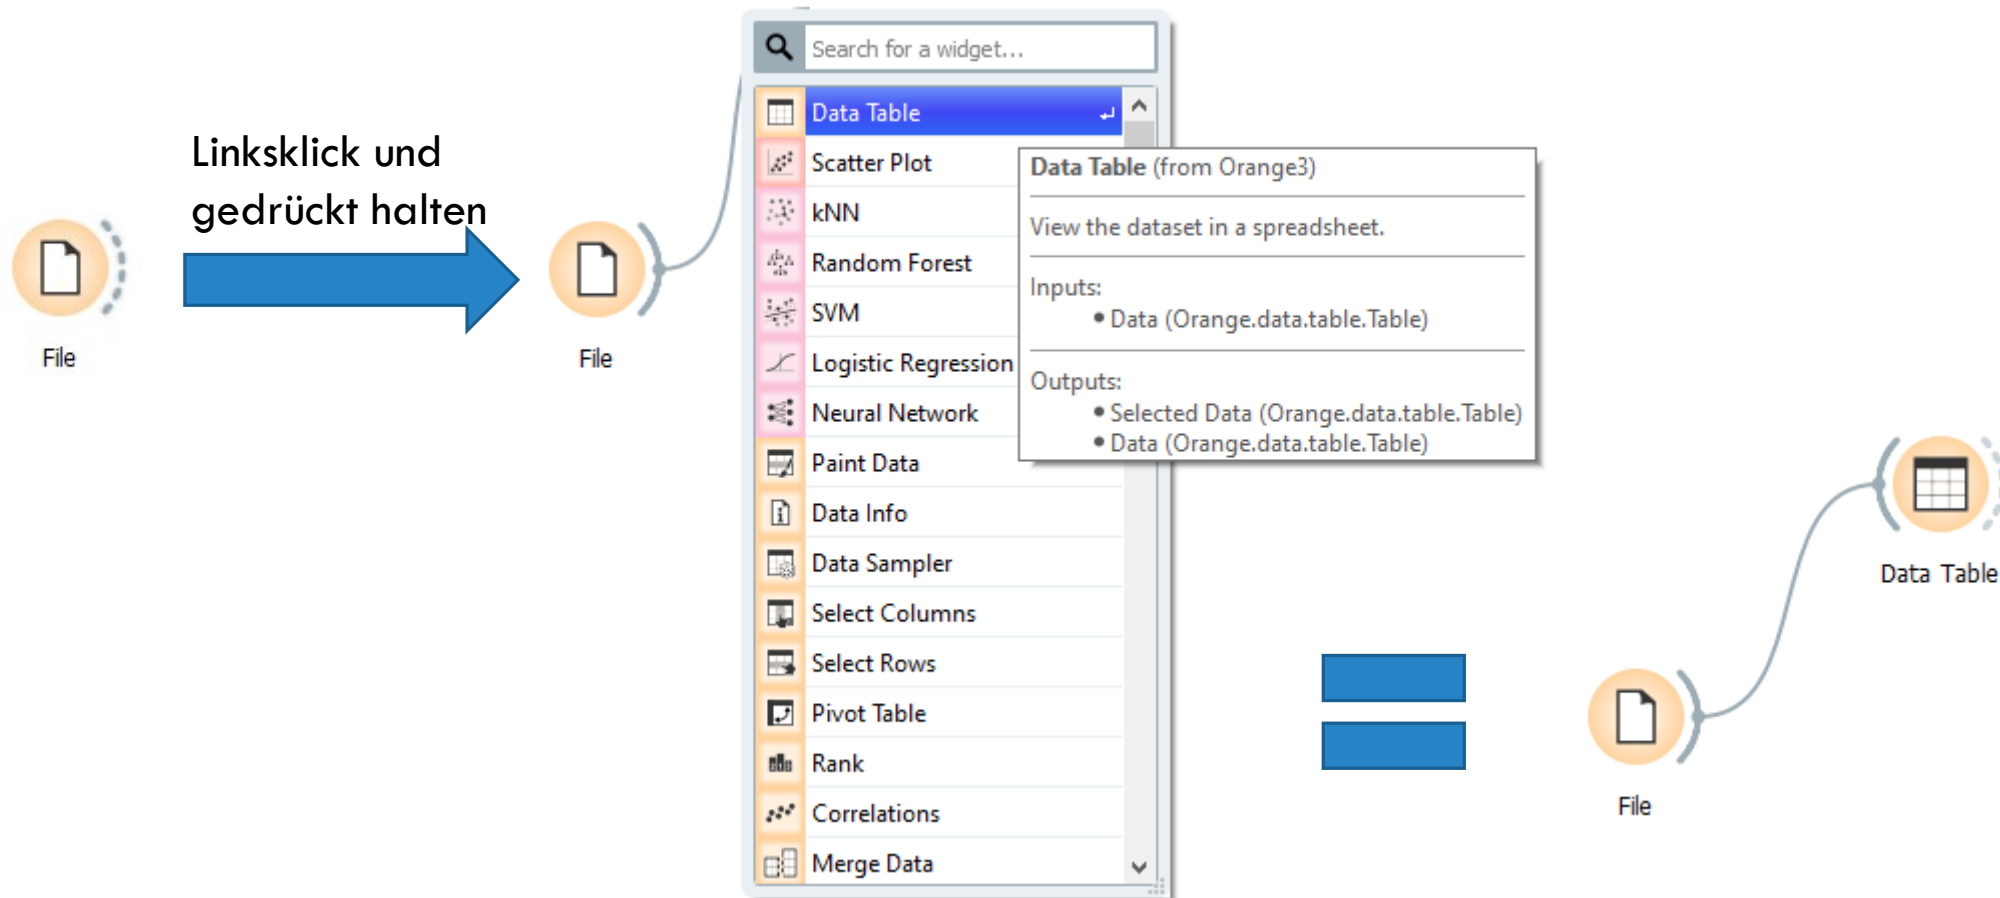 Linksklick und
gedrückt halten
File
File
Search for a widget...
Data Table
Scatter Plot
kNN
Random Forest
SVM
Logistic Regression
Neural Network
Paint Data
Data Info
Data Sampler
Select Columns
Select Rows
Pivot Table
Rank
Correlations
Merge Data
Data Table (from Orange3)
View the dataset in a spreadsheet.
Inputs:
• Data (Orange.data.table.Table)
Outputs:
• Selected Data (Orange.data.table.Table)
• Data (Orange.data.table.Table)
Data Table
File